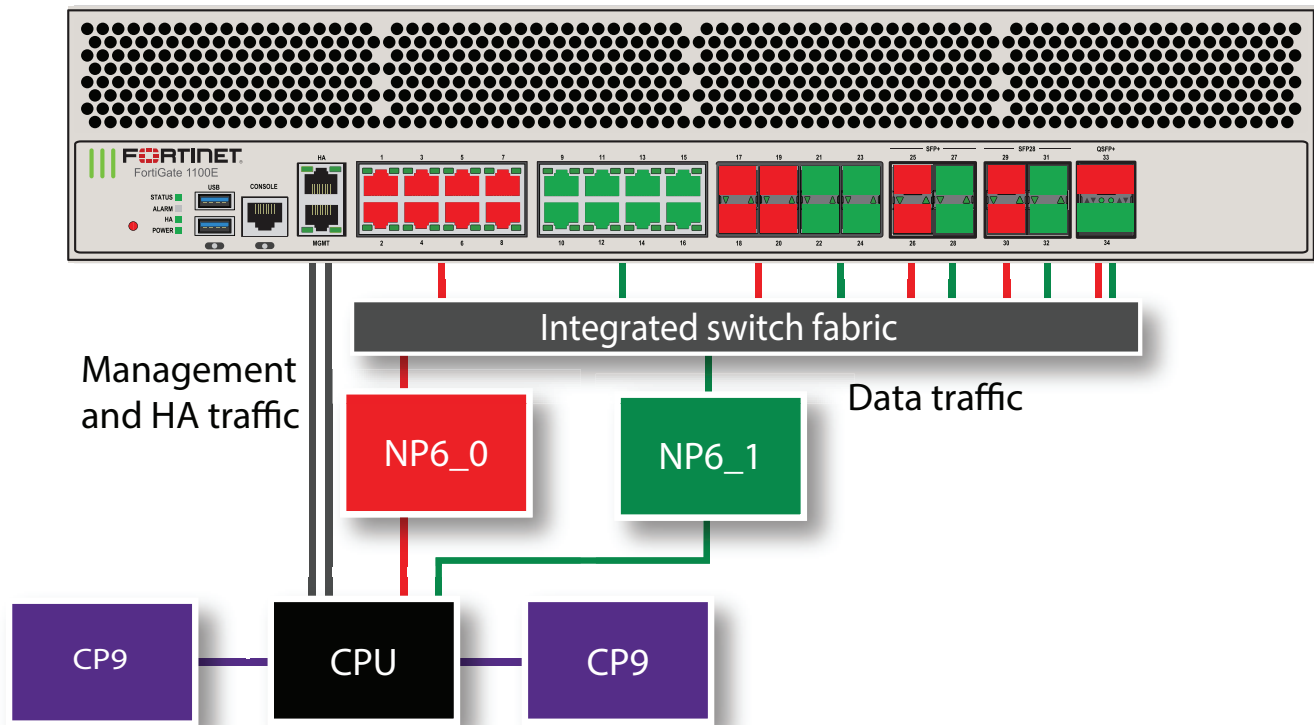 FORTINET
FortiGate 1100E
STATUS
ALARM
HA
POWER
USB
CONSOLE
HA
MGMT
1 3 5 7
2 4 6 8
9 11 13 15
10 12 14 16
17 19 21 23
18 20 22 24
SFP+
25 27
26 28
SFP28
29 31
30 32
QSFP+
33
34
Integrated switch fabric
Management
and HA traffic
Data traffic
NP6_0
NP6_1
CP9
CPU
CP9